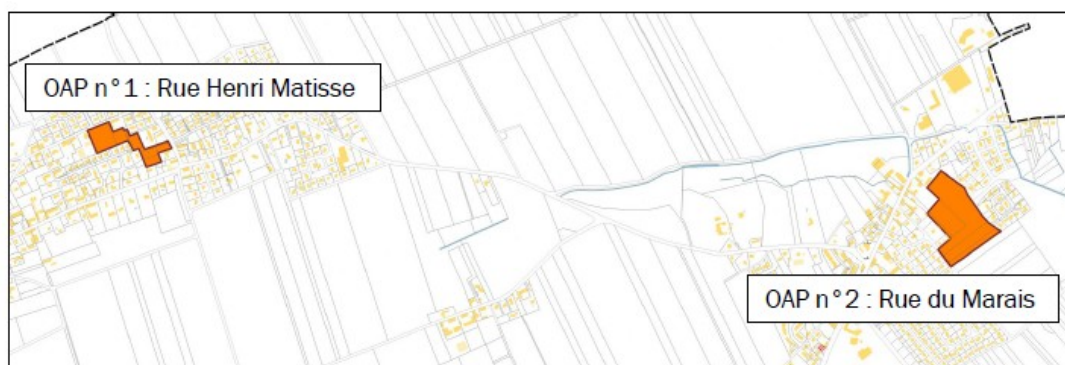 OAP n°1 : Rue Henri Matisse
OAP n°2 : Rue du Marais